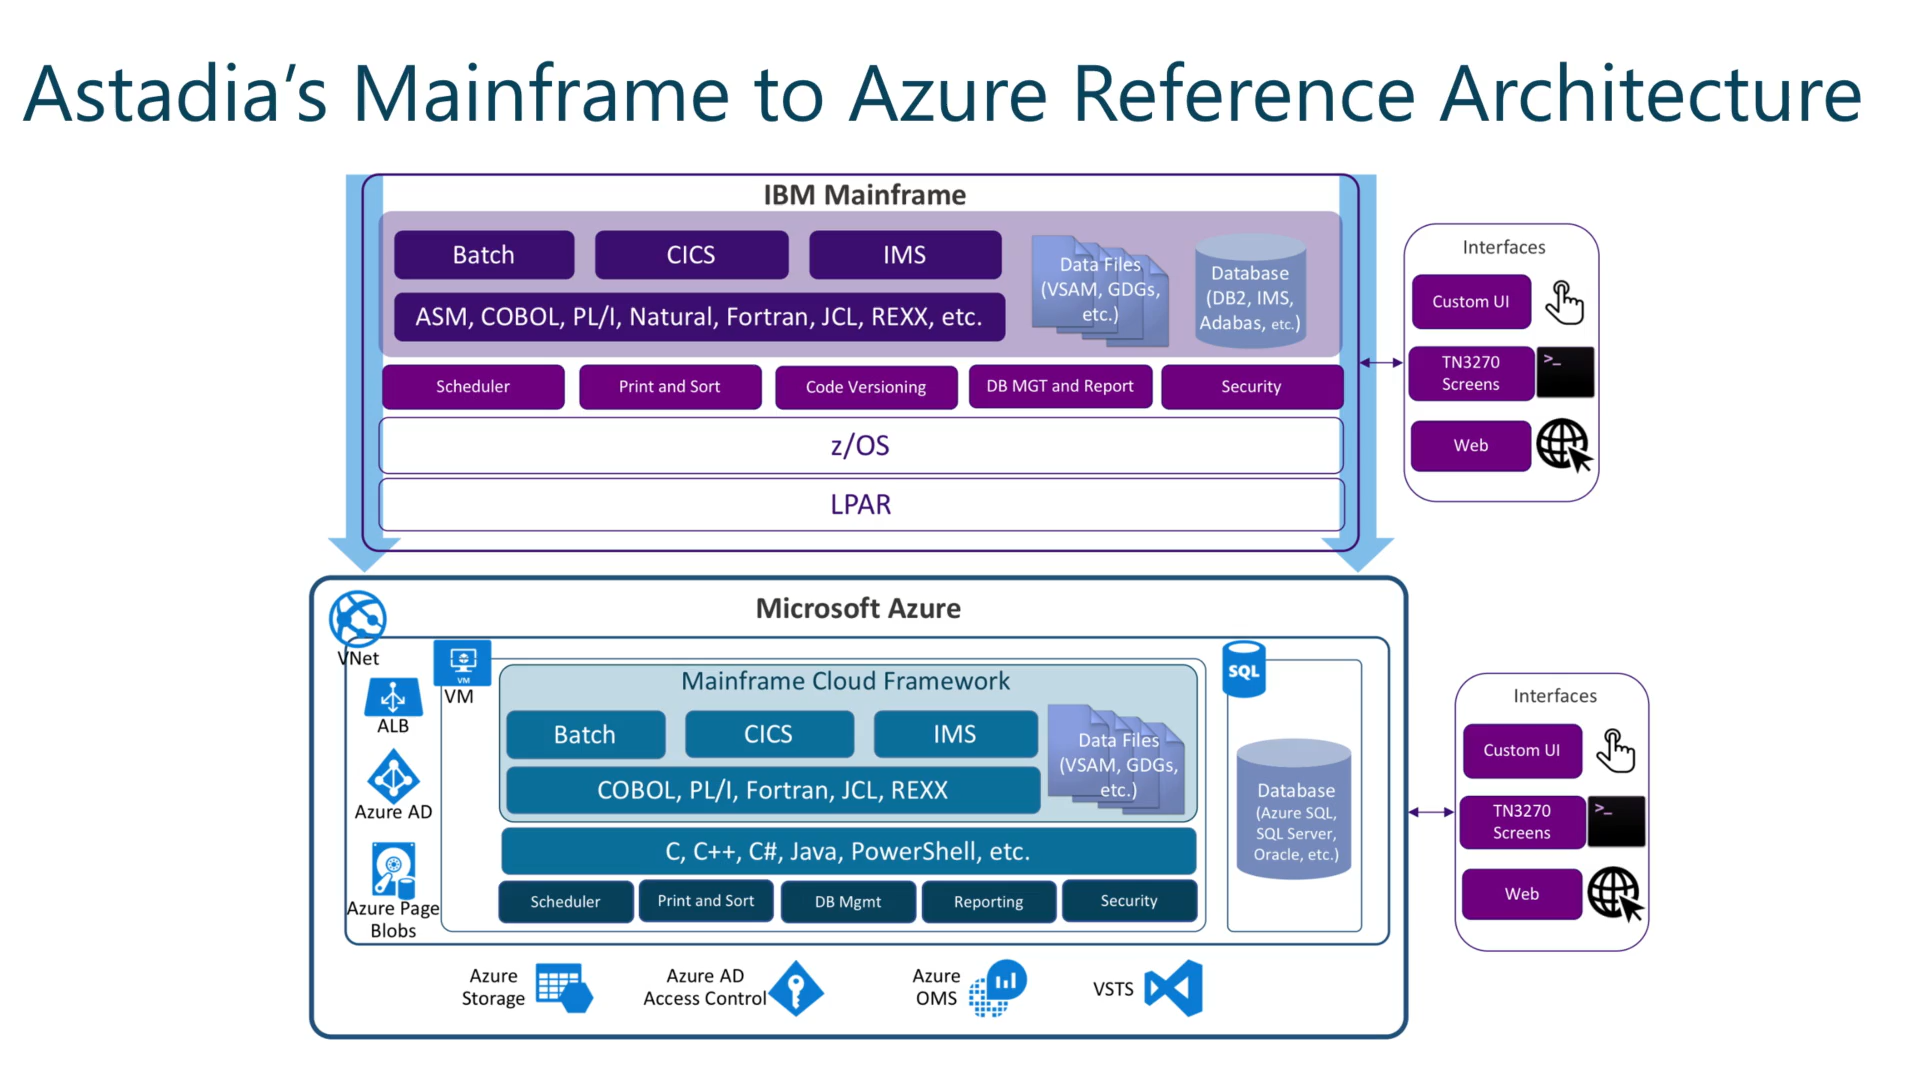 Astadia’s Mainframe to Azure Reference Architecture
IBM Mainframe
Batch
CICS
IMS
ASM, COBOL, PL/I, Natural, Fortran, JCL, REXX, etc.
Data Files
(VSAM, GDGs,
etc.)
Database
(DB2, IMS,
Adabas, etc.)
Scheduler
Print and Sort
Code Versioning
DB MGT and Report
Security
z/OS
LPAR
Interfaces
Custom UI
TN3270
Screens
>_
Web
Microsoft Azure
VNet
ALB
Azure AD
Azure Page
Blobs
VM
VM
Mainframe Cloud Framework
Batch
CICS
IMS
COBOL, PL/I, Fortran, JCL, REXX
Data Files
(VSAM, GDGs,
etc.)
C, C++, C#, Java, PowerShell, etc.
Scheduler
Print and Sort
DB Mgmt
Reporting
Security
SQL
Database
(Azure SQL,
SQL Server,
Oracle, etc.)
Azure
Storage
Azure AD
Access Control
Azure
OMS
VSTS
Interfaces
Custom UI
TN3270
Screens
>_
Web